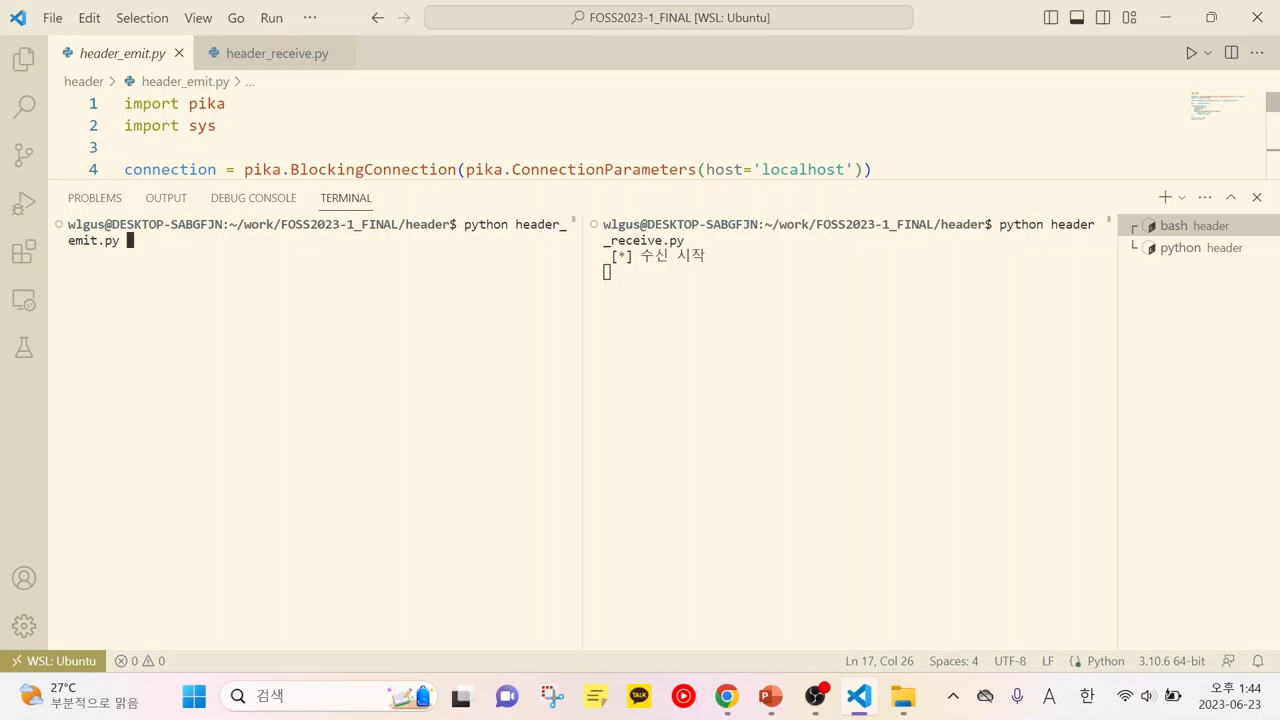 File Edit Selection View Go Run ··· FOSS2023-1_FINAL [WSL: Ubuntu]
header_emit.py header_receive.py
header > header_emit.py > ...
1 import pika
2 import sys
3
4 connection = pika.BlockingConnection(pika.ConnectionParameters(host='localhost'))
PROBLEMS OUTPUT DEBUG CONSOLE TERMINAL
wlgus@DESKTOP-SABGFJN:~/work/FOSS2023-1_FINAL/header$ python header_
emit.py
wlgus@DESKTOP-SABGFJN:~/work/FOSS2023-1_FINAL/header$ python header
_receive.py
[*] 수신 시작
bash header
python header
WSL: Ubuntu 0 0 Ln 17, Col 26 Spaces: 4 UTF-8 LF Python 3.10.6 64-bit
27°C
부분적으로 맑음
검색
TALK
A 한
오후 1:44
2023-06-23